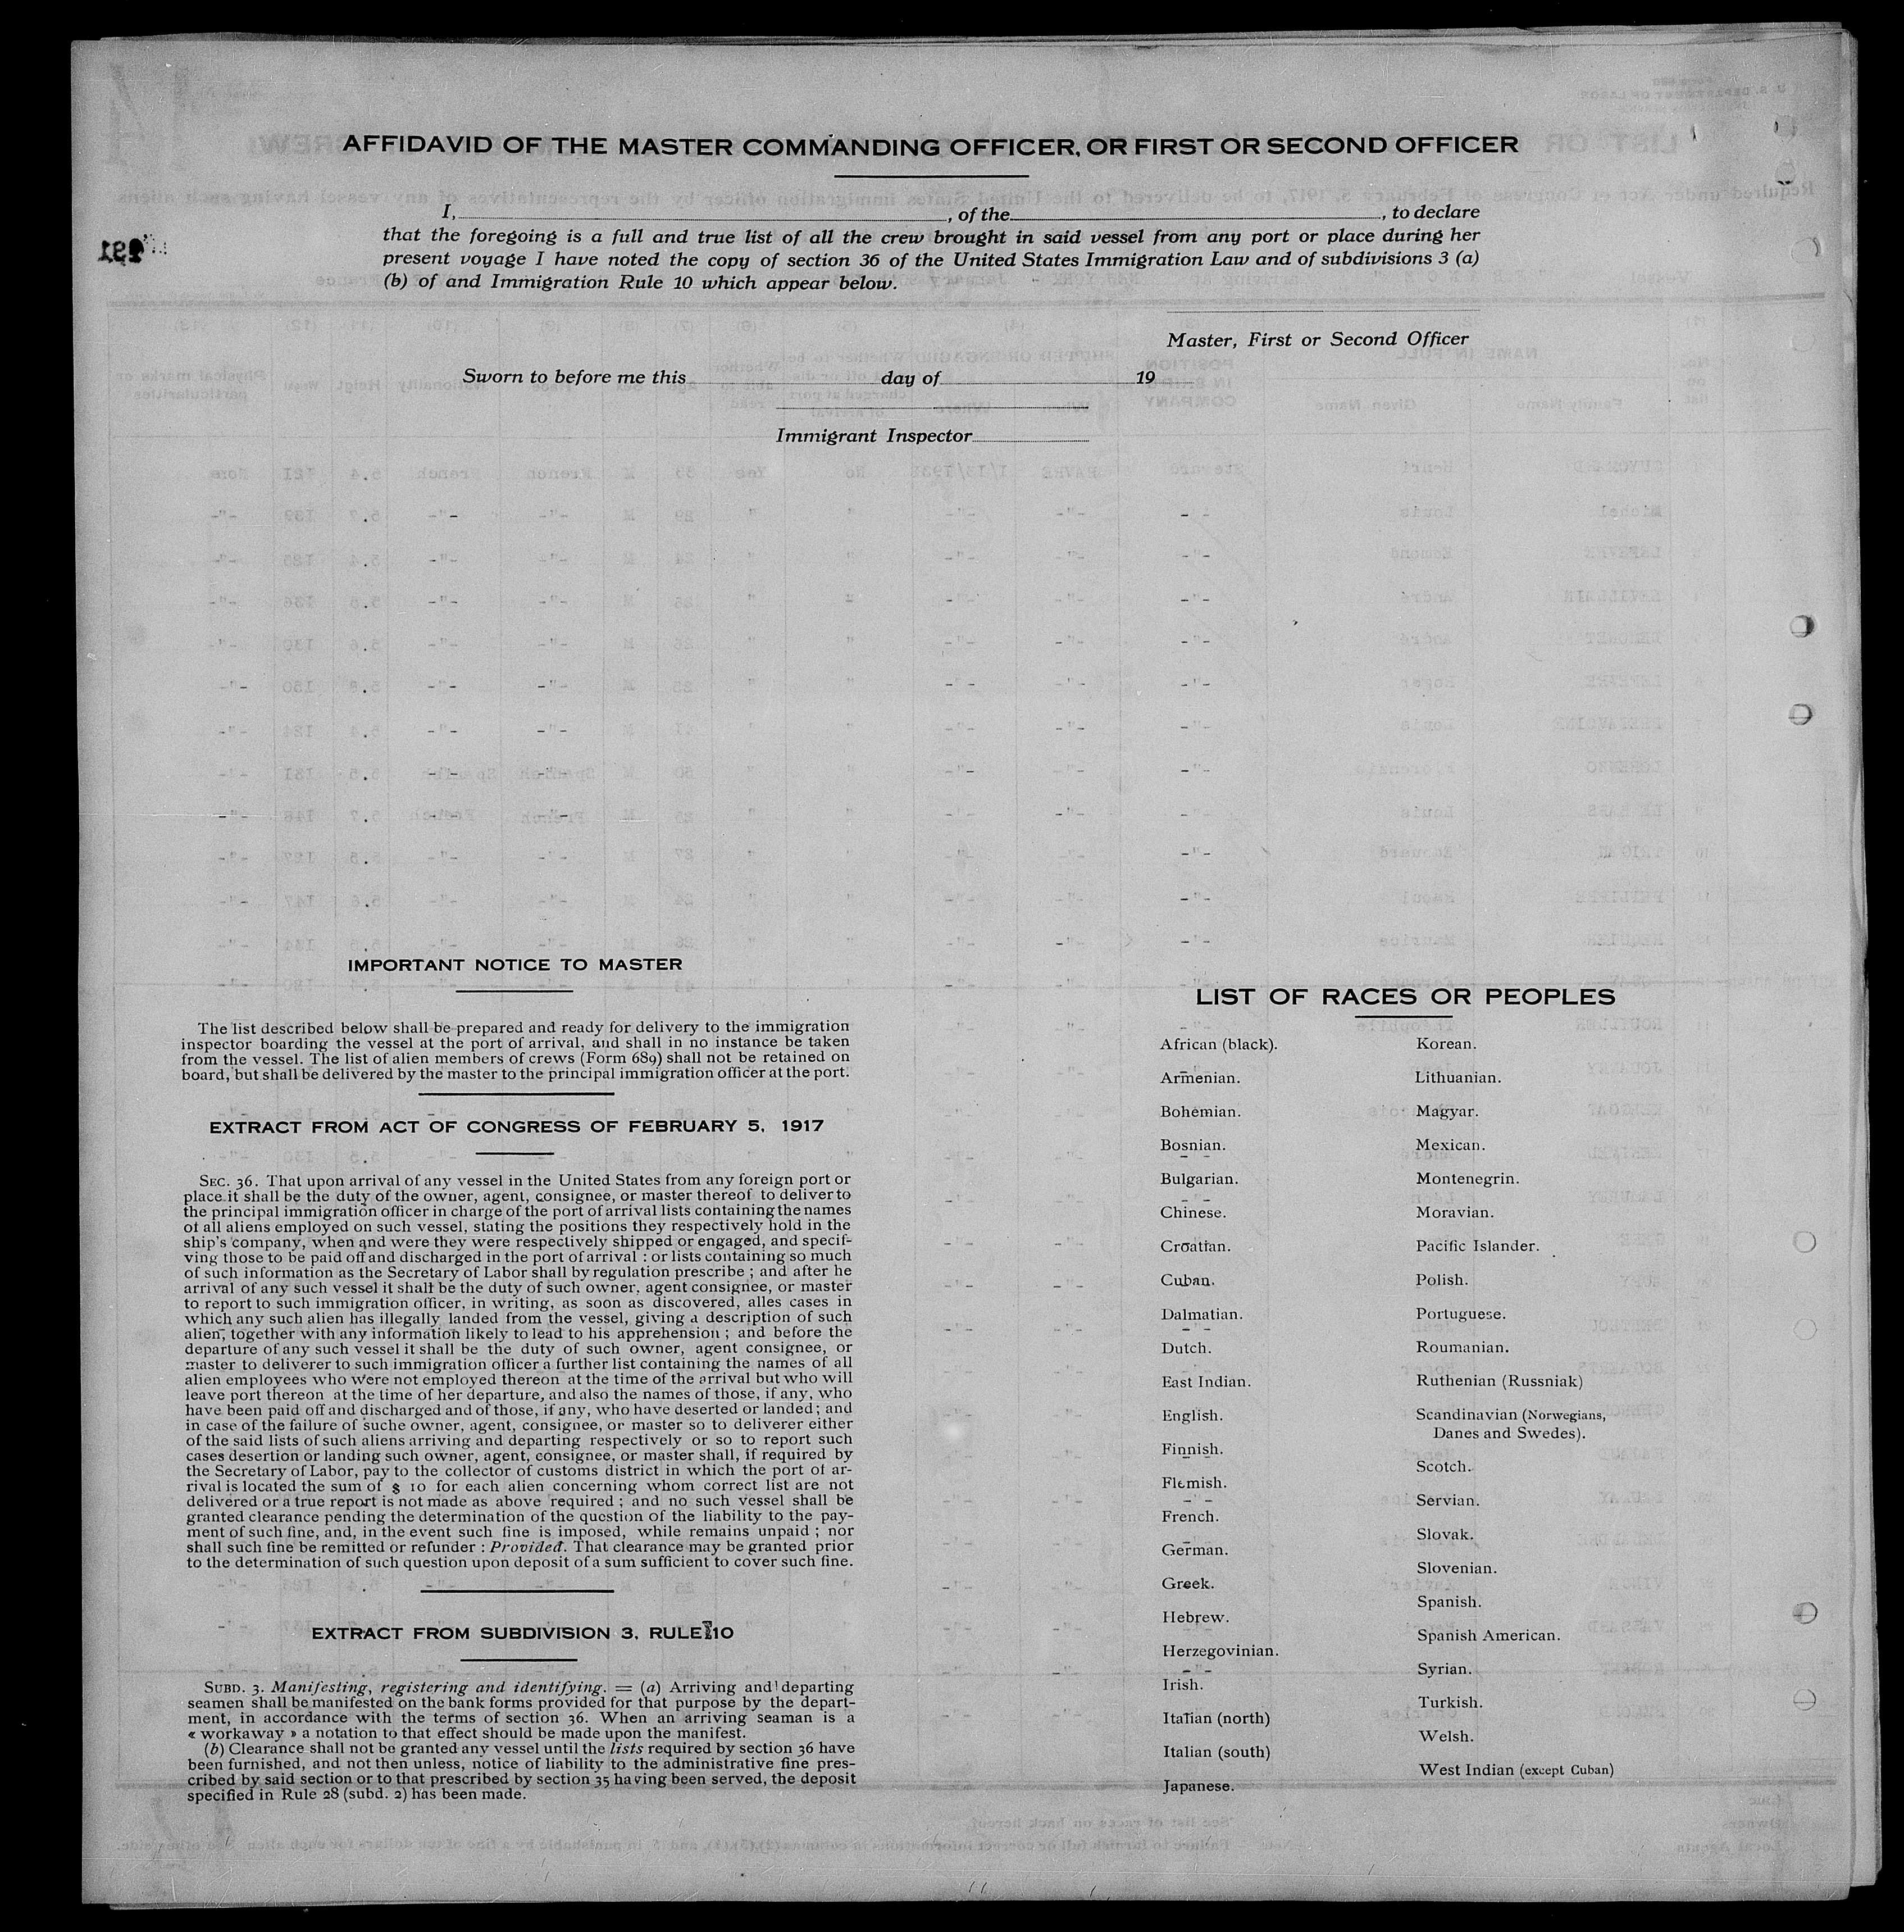 AFFIDAVID OF THE MASTER COMMANDING OFFICER, OR FIRST OR SECOND OFFICER
I, , of the , to declare
that the foregoing is a full and true list of all the crew brought in said vessel from any port or place during her
present voyage I have noted the copy of section 36 of the United States Immigration Law and of subdivisions 3 (a)
(b) of and Immigration Rule 10 which appear below.
Master, First or Second Officer
Sworn to before me this day of 19
Immigrant Inspector
IMPORTANT NOTICE TO MASTER
The list described below shall be prepared and ready for delivery to the immigration
inspector boarding the vessel at the port of arrival, and shall in no instance be taken
from the vessel. The list of alien members of crews (Form 689) shall not be retained on
board, but shall be delivered by the master to the principal immigration officer at the port.
EXTRACT FROM ACT OF CONGRESS OF FEBRUARY 5, 1917
SEC. 36. That upon arrival of any vessel in the United States from any foreign port or
place it shall be the duty of the owner, agent, consignee, or master thereof to deliver to
the principal immigration officer in charge of the port of arrival lists containing the names
of all aliens employed on such vessel, stating the positions they respectively hold in the
ship's company, when and were they were respectively shipped or engaged, and specif-
ving those to be paid off and discharged in the port of arrival : or lists containing so much
of such information as the Secretary of Labor shall by regulation prescribe ; and after he
arrival of any such vessel it shall be the duty of such owner, agent consignee, or master
to report to such immigration officer, in writing, as soon as discovered, alles cases in
which any such alien has illegally landed from the vessel, giving a description of such
alien, together with any information likely to lead to his apprehension ; and before the
departure of any such vessel it shall be the duty of such owner, agent consignee, or
master to deliverer to such immigration officer a further list containing the names of all
alien employees who were not employed thereon at the time of the arrival but who will
leave port thereon at the time of her departure, and also the names of those, if any, who
have been paid off and discharged and of those, if any, who have deserted or landed ; and
in case of the failure of suche owner, agent, consignee, or master so to deliverer either
of the said lists of such aliens arriving and departing respectively or so to report such
cases desertion or landing such owner, agent, consignee, or master shall, if required by
the Secretary of Labor, pay to the collector of customs district in which the port of ar-
rival is located the sum of $ 10 for each alien concerning whom correct list are not
delivered or a true report is not made as above required ; and no such vessel shall be
granted clearance pending the determination of the question of the liability to the pay-
ment of such fine, and, in the event such fine is imposed, while remains unpaid ; nor
shall such fine be remitted or refunder : Provided. That clearance may be granted prior
to the determination of such question upon deposit of a sum sufficient to cover such fine.
EXTRACT FROM SUBDIVISION 3, RULE 10
SUBD. 3. Manifesting, registering and identifying. = (a) Arriving and departing
seamen shall be manifested on the bank forms provided for that purpose by the depart-
ment, in accordance with the terms of section 36. When an arriving seaman is a
« workaway » a notation to that effect should be made upon the manifest.
(b) Clearance shall not be granted any vessel until the lists required by section 36 have
been furnished, and not then unless, notice of liability to the administrative fine pres-
cribed by said section or to that prescribed by section 35 having been served, the deposit
specified in Rule 28 (subd. 2) has been made.
LIST OF RACES OR PEOPLES
African (black).
Armenian.
Bohemian.
Bosnian.
Bulgarian.
Chinese.
Croatian.
Cuban.
Dalmatian.
Dutch.
East Indian.
English.
Finnish.
Flemish.
French.
German.
Greek.
Hebrew.
Herzegovinian.
Irish.
Italian (north)
Italian (south)
Japanese.
Korean.
Lithuanian.
Magyar.
Mexican.
Montenegrin.
Moravian.
Pacific Islander.
Polish.
Portuguese.
Roumanian.
Ruthenian (Russniak)
Scandinavian (Norwegians,
Danes and Swedes).
Scotch.
Servian.
Slovak.
Slovenian.
Spanish.
Spanish American.
Syrian.
Turkish.
Welsh.
West Indian (except Cuban)